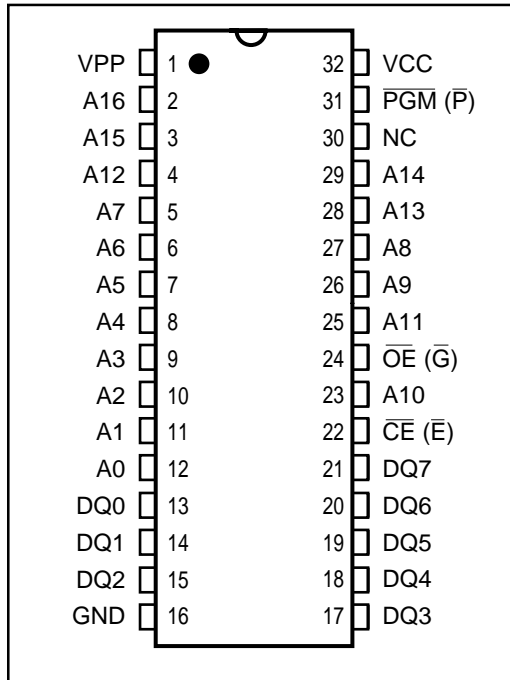 VPP 1 32 VCC
A16 2 31 P̅G̅M̅ (P̅)
A15 3 30 NC
A12 4 29 A14
A7 5 28 A13
A6 6 27 A8
A5 7 26 A9
A4 8 25 A11
A3 9 24 O̅E̅ (G̅)
A2 10 23 A10
A1 11 22 C̅E̅ (E̅)
A0 12 21 DQ7
DQ0 13 20 DQ6
DQ1 14 19 DQ5
DQ2 15 18 DQ4
GND 16 17 DQ3